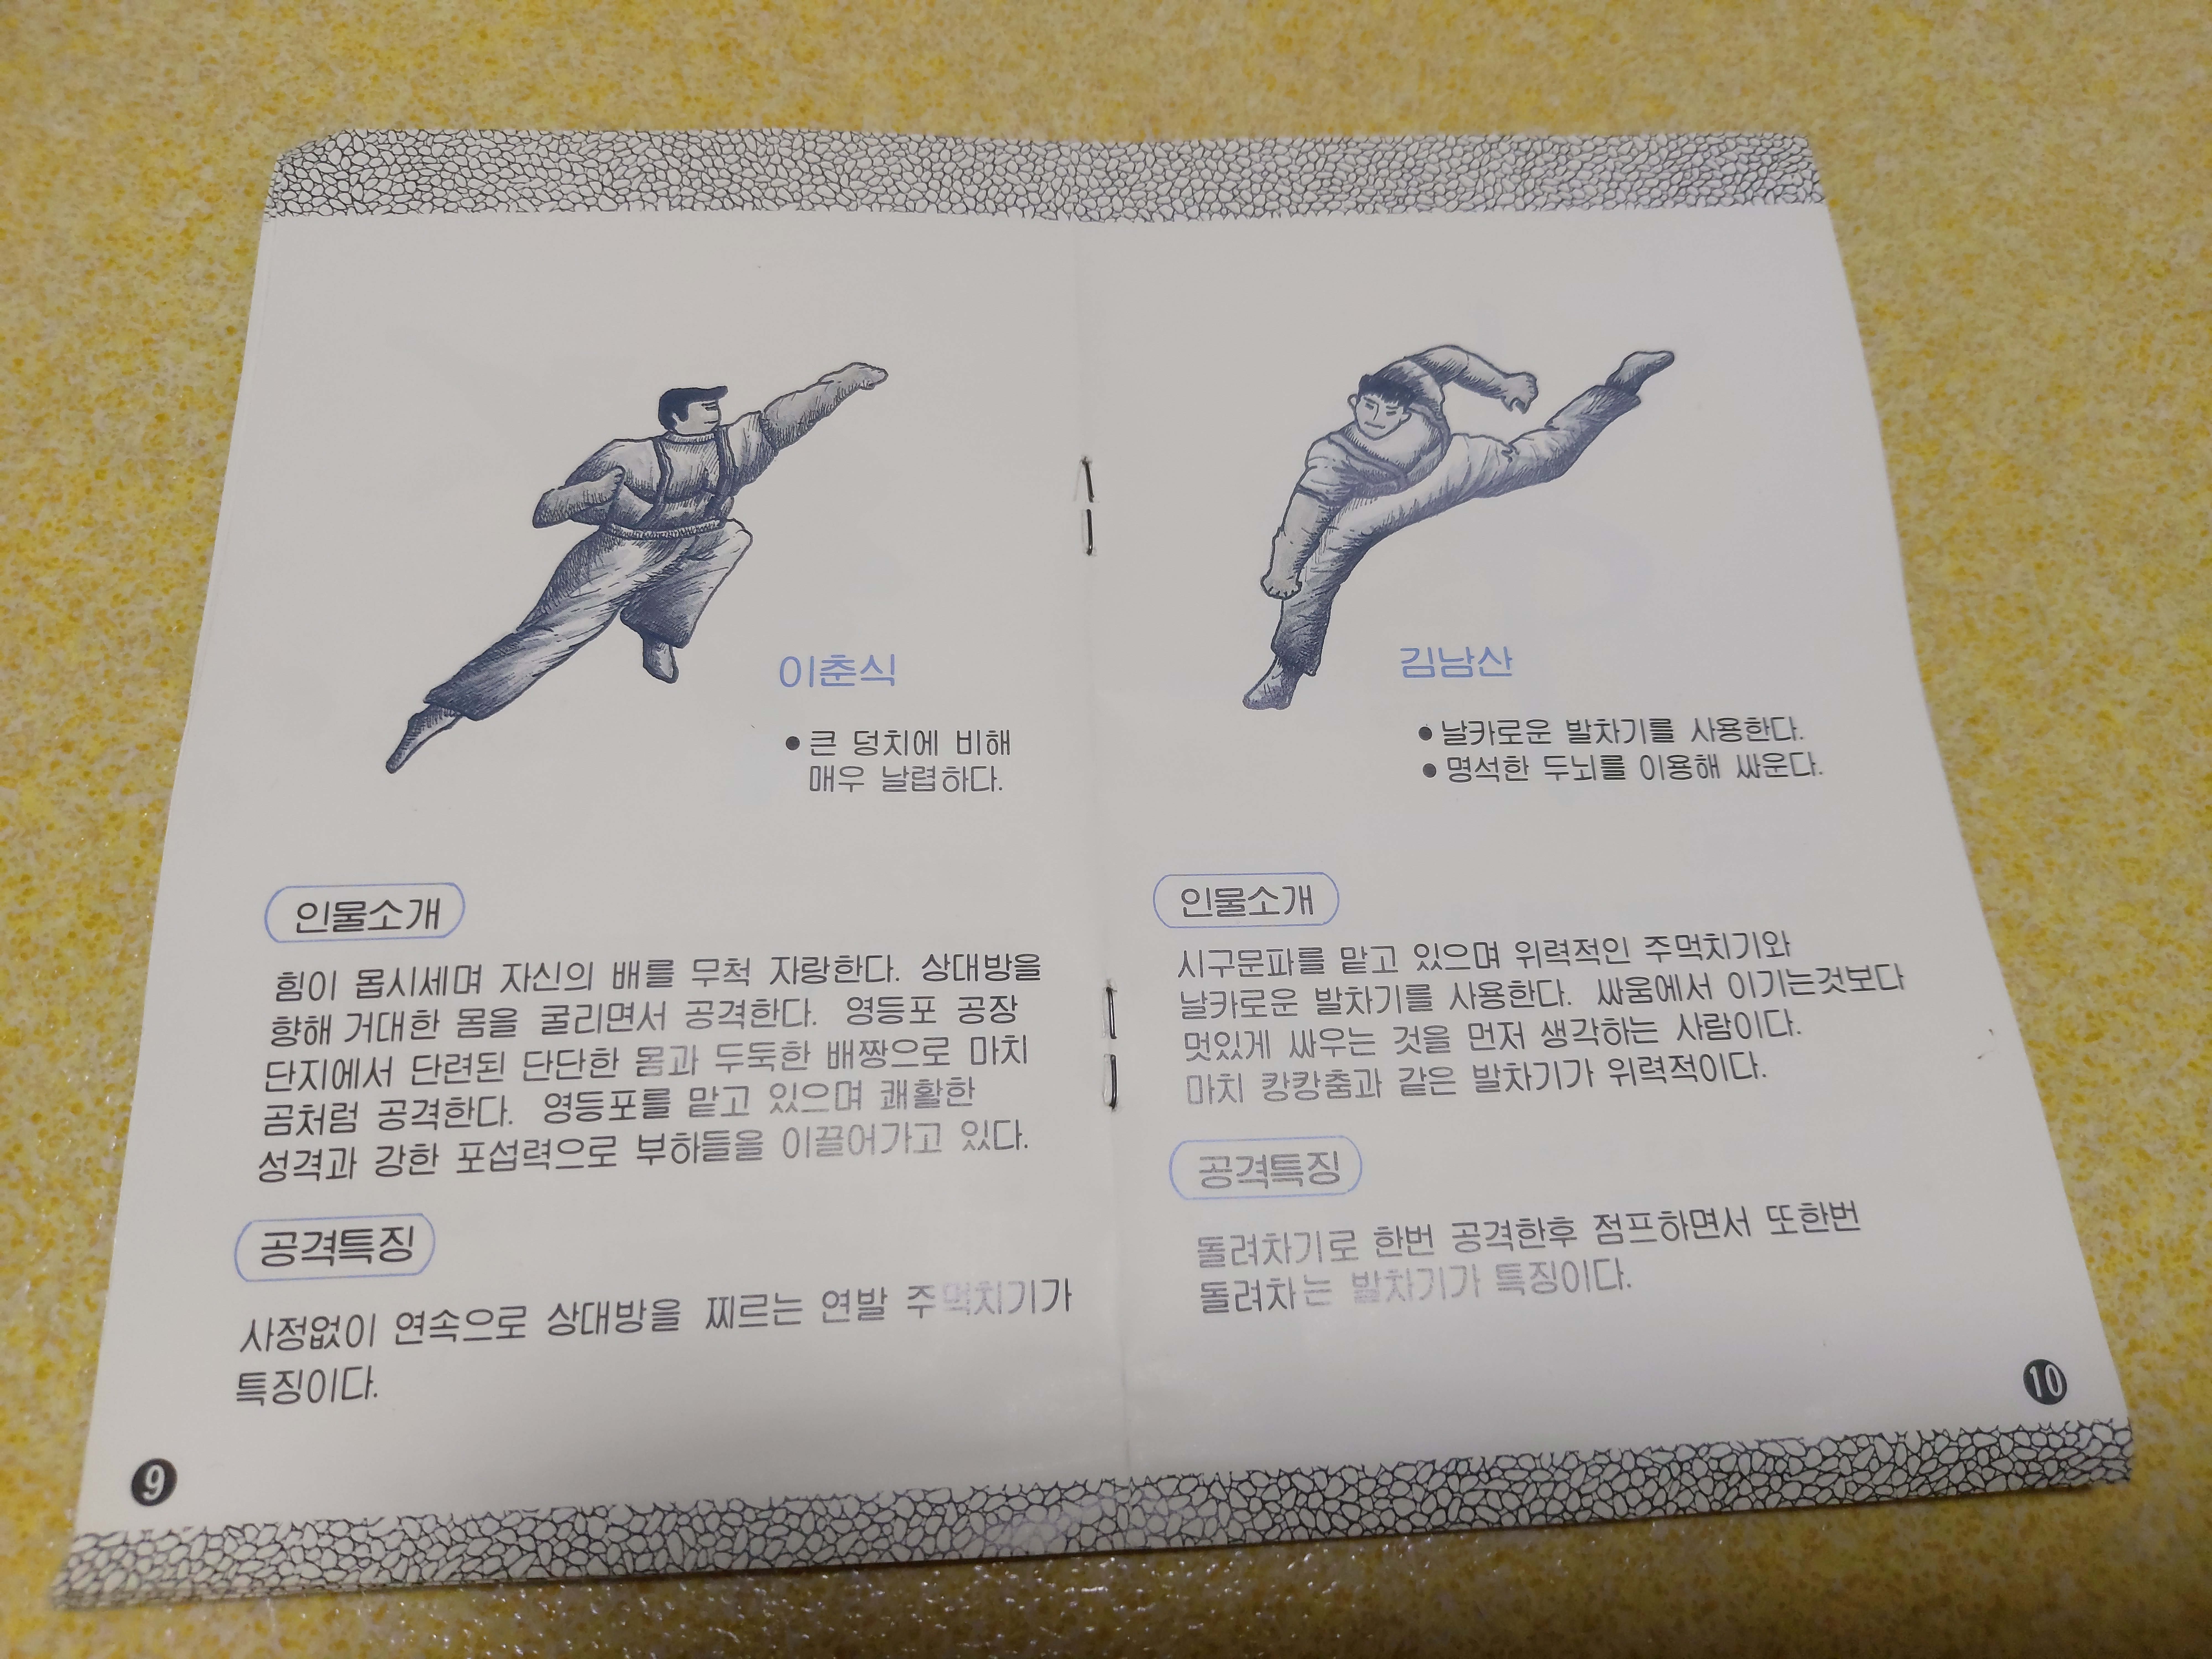 이춘식
● 큰 덩치에 비해
매우 날렵하다.
인물소개
힘이 몹시세며 자신의 배를 무척 자랑한다. 상대방을
향해 거대한 몸을 굴리면서 공격한다. 영등포 공장
단지에서 단련된 단단한 몸과 두둑한 배짱으로 마치
곰처럼 공격한다. 영등포를 맡고 있으며 쾌활한
성격과 강한 포섭력으로 부하들을 이끌어가고 있다.
공격특징
사정없이 연속으로 상대방을 찌르는 연발 주먹치기가
특징이다.
9
김남산
● 날카로운 발차기를 사용한다.
● 명석한 두뇌를 이용해 싸운다.
인물소개
시구문파를 맡고 있으며 위력적인 주먹치기와
날카로운 발차기를 사용한다. 싸움에서 이기는것보다
멋있게 싸우는 것을 먼저 생각하는 사람이다.
마치 캉캉춤과 같은 발차기가 위력적이다.
공격특징
돌려차기로 한번 공격한후 점프하면서 또한번
돌려차는 발차기가 특징이다.
10